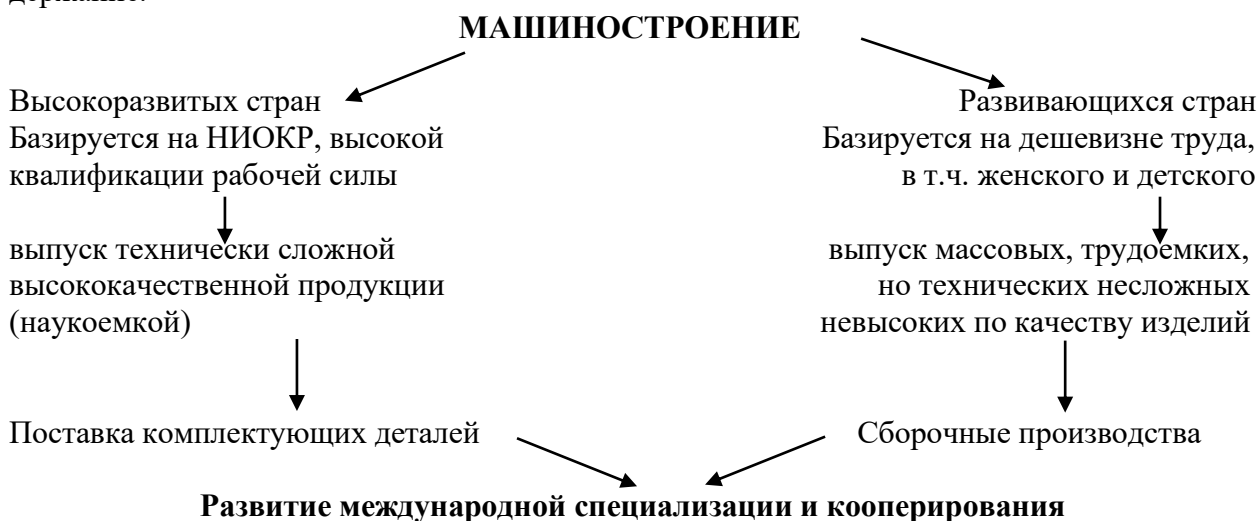 МАШИНОСТРОЕНИЕ
Высокоразвитых стран
Базируется на НИОКР, высокой
квалификации рабочей силы
выпуск технически сложной
высококачественной продукции
(наукоемкой)
Поставка комплектующих деталей
Развивающихся стран
Базируется на дешевизне труда,
в т.ч. женского и детского
выпуск массовых, трудоемких,
но технических несложных
невысоких по качеству изделий
Сборочные производства
Развитие международной специализации и кооперирования